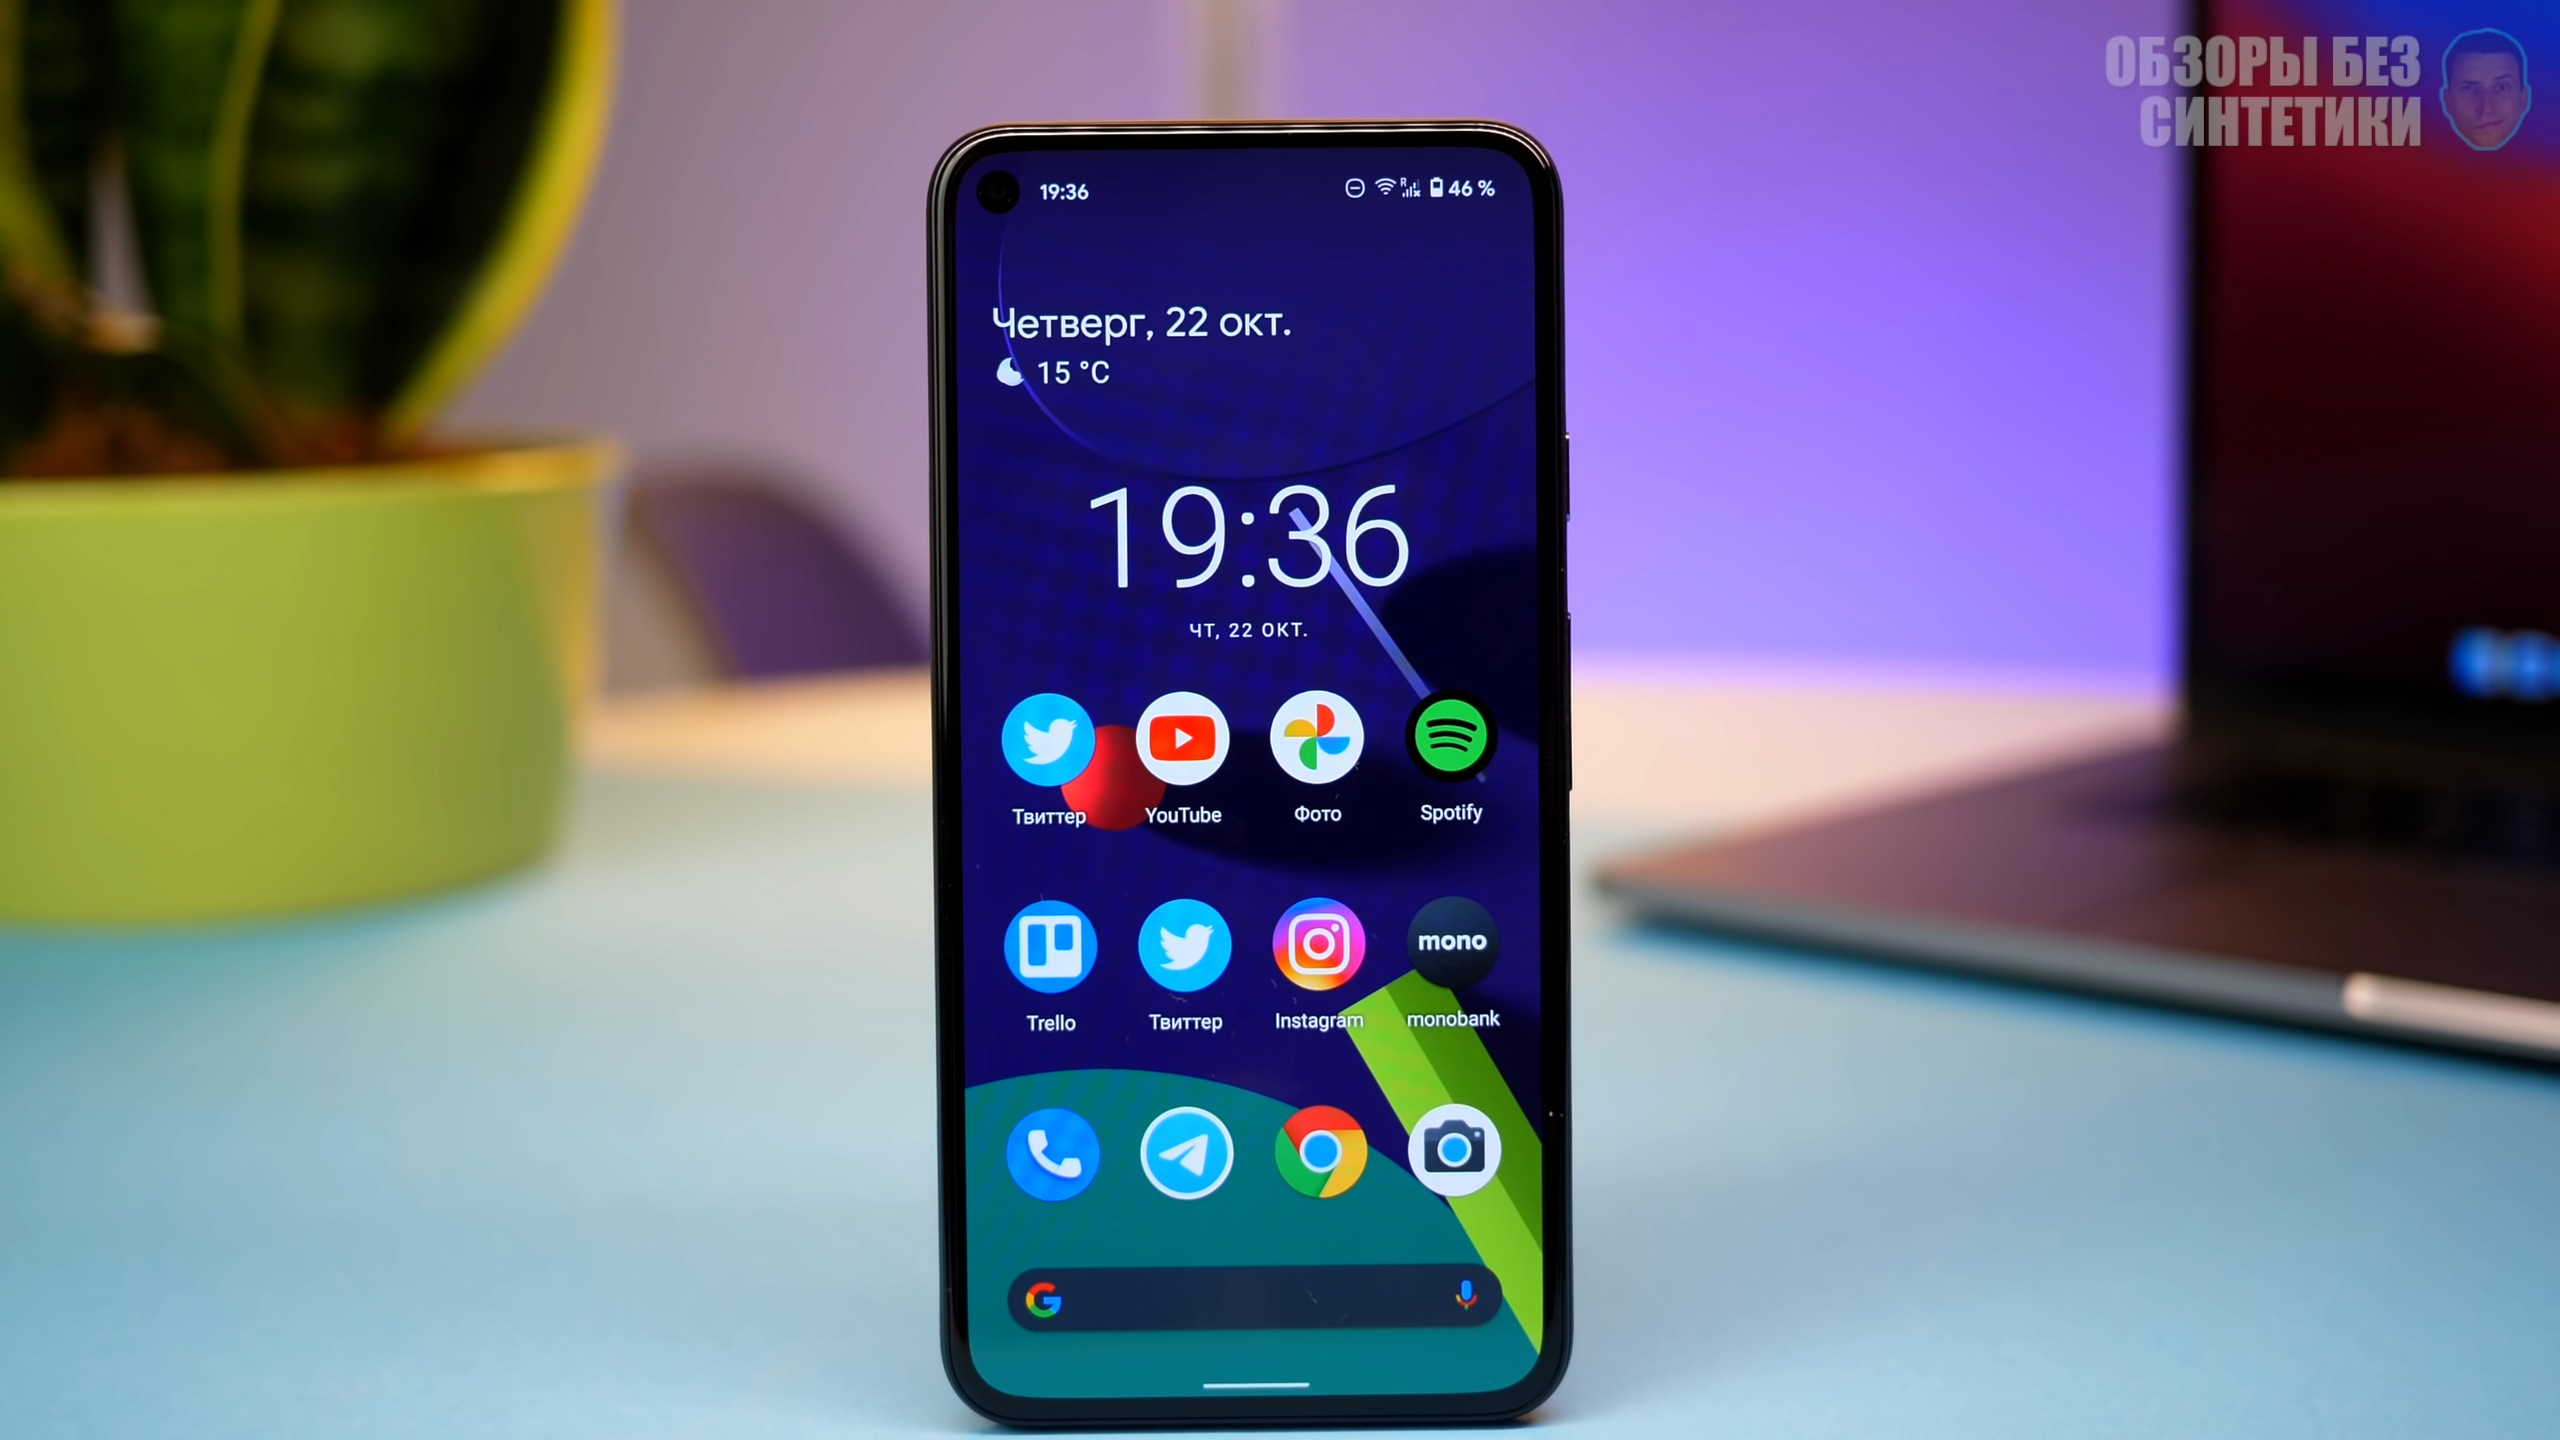 ОБЗОРЫ БЕЗ
СИНТЕТИКИ
19:36
R
46 %
Четверг, 22 окт.
15 °C
19:36
ЧТ, 22 ОКТ.
Твиттер
YouTube
Фото
Spotify
mono
Trello
Твиттер
Instagram
monobank
G